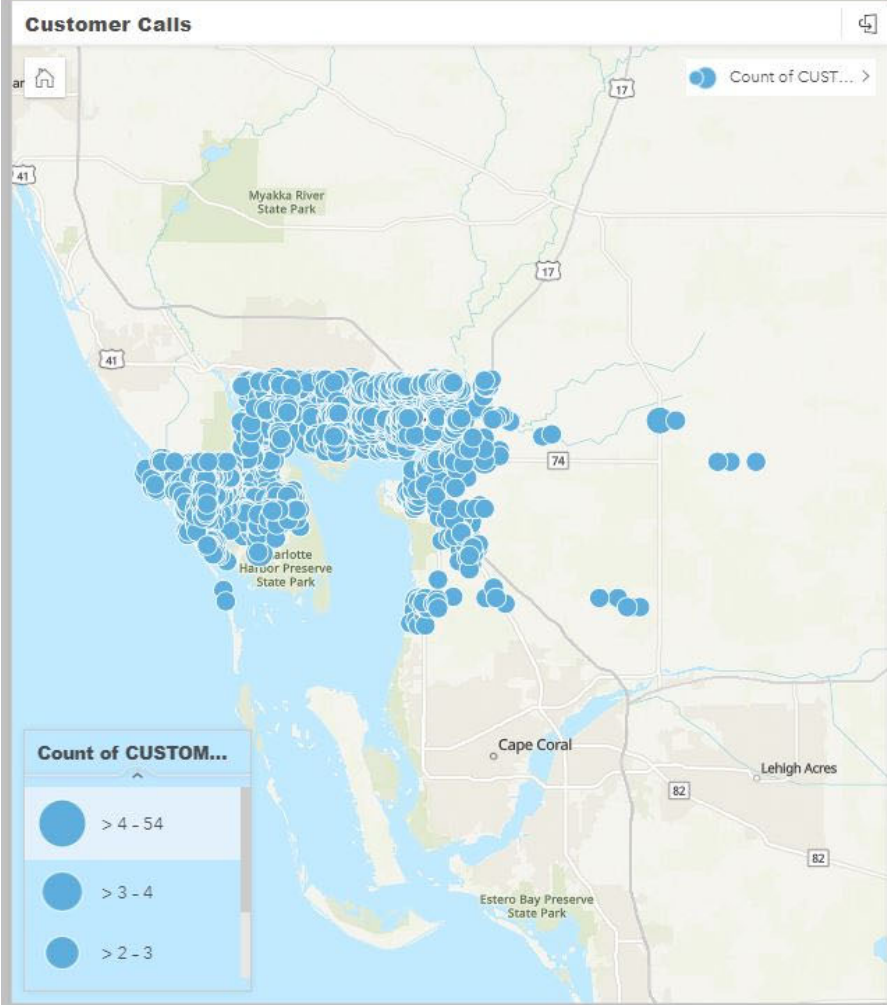 Customer Calls
ar
Count of CUST...
17
41
Myakka River
State Park
17
41
74
arlotte
Harbor Preserve
State Park
Count of CUSTOM...
Cape Coral
Lehigh Acres
> 4 - 54
82
> 3 - 4
82
Estero Bay Preserve
State Park
> 2 - 3